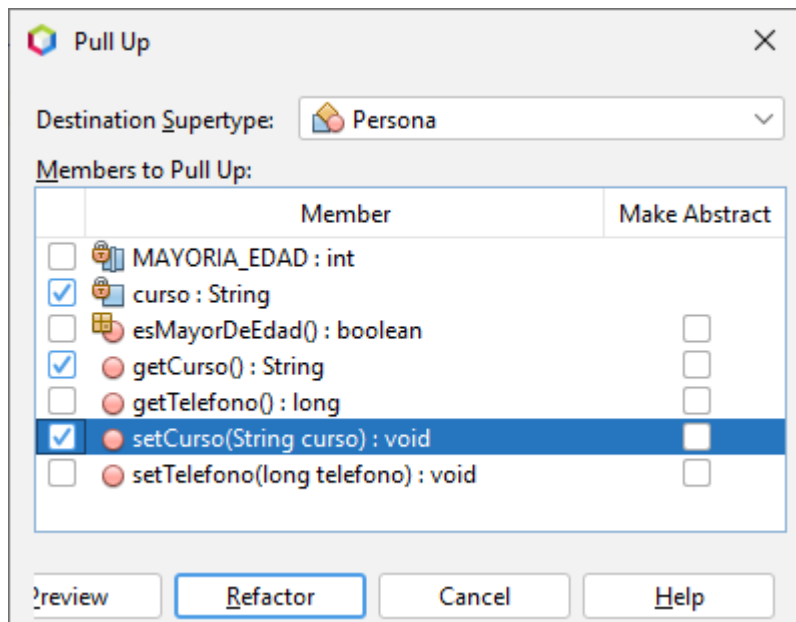 Pull Up
Destination Supertype: Persona
Members to Pull Up:
Member Make Abstract
MAYORIA_EDAD : int
curso : String
esMayorDeEdad() : boolean
getCurso() : String
getTelefono() : long
setCurso(String curso) : void
setTelefono(long telefono) : void
Preview Refactor Cancel Help